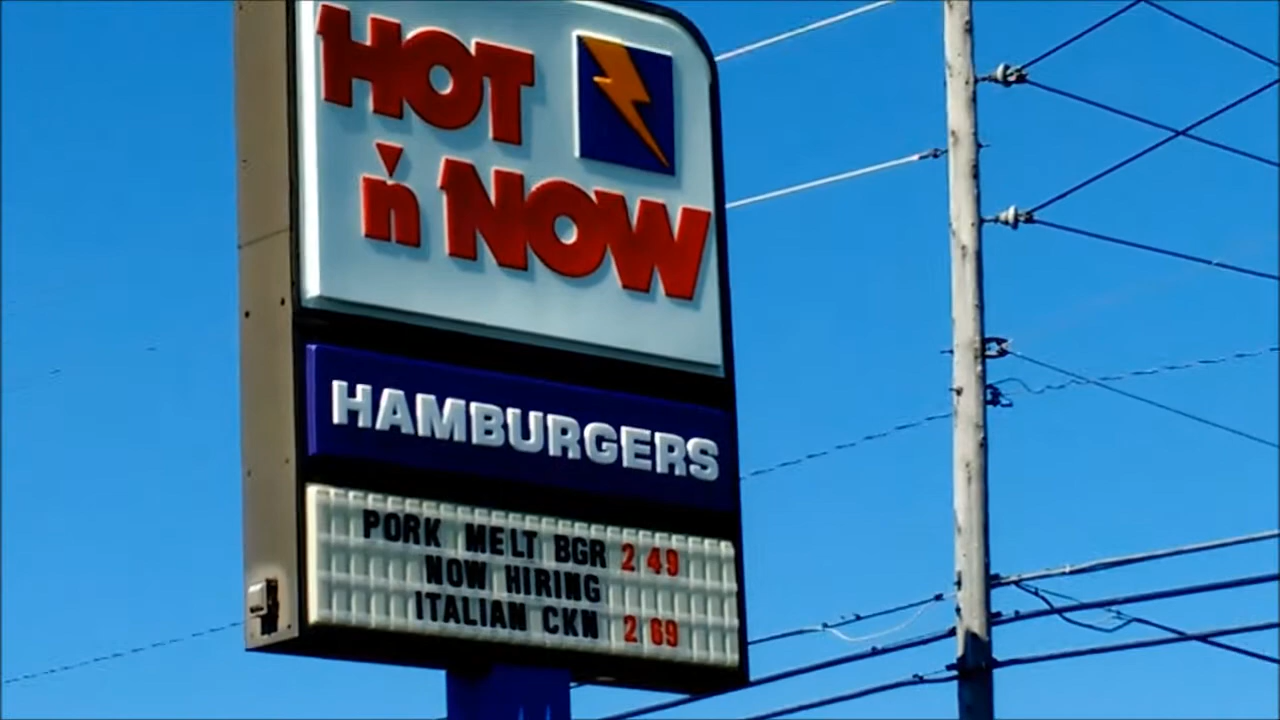 HOT
'n NOW
HAMBURGERS
PORK MELT BGR 2 49
NOW HIRING
ITALIAN CKN 2 69